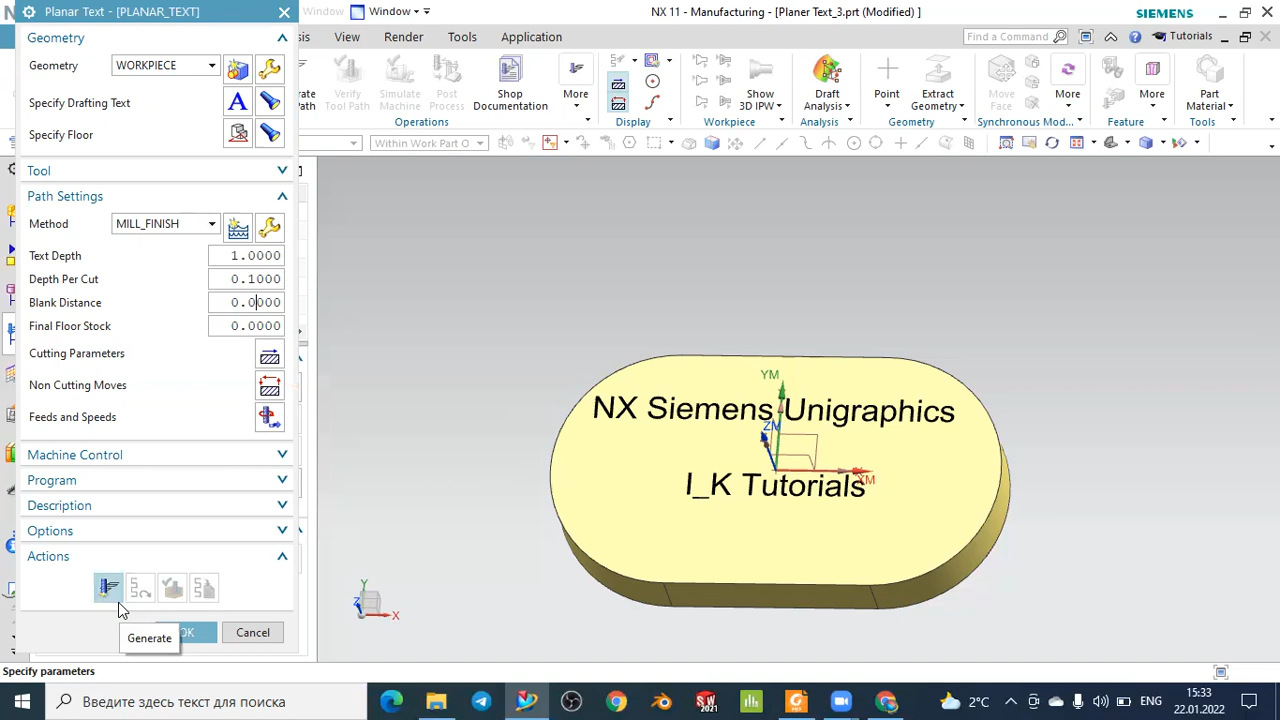 Planar Text - [PLANAR_TEXT]
Window
Window
NX 11 - Manufacturing - [Planer Text_3.prt (Modified) ]
SIEMENS
View
Render
Tools
Application
Find a Command
Tutorials
Geometry
Geometry
WORKPIECE
Specify Drafting Text
A
Specify Floor
Tool
Path Settings
Method
MILL_FINISH
Text Depth
1.0000
Depth Per Cut
0.1000
Blank Distance
0.0000
Final Floor Stock
0.0000
Cutting Parameters
Non Cutting Moves
Feeds and Speeds
Machine Control
Program
Description
Options
Actions
OK
Cancel
Generate
Verify Tool Path
Simulate Machine
Post Process
Shop Documentation
More
Operations
Display
Show 3D IPW
Workpiece
Draft Analysis
Analysis
Point
Extract Geometry
Geometry
Move Face
More
Synchronous Mod...
More
Feature
Part Material
Tools
Within Work Part O
YM
NX Siemens Unigraphics
ZM
XM
I_K Tutorials
Y
Z
X
Specify parameters
Введите здесь текст для поиска
SW 2021
2°C
ENG
15:33
22.01.2022